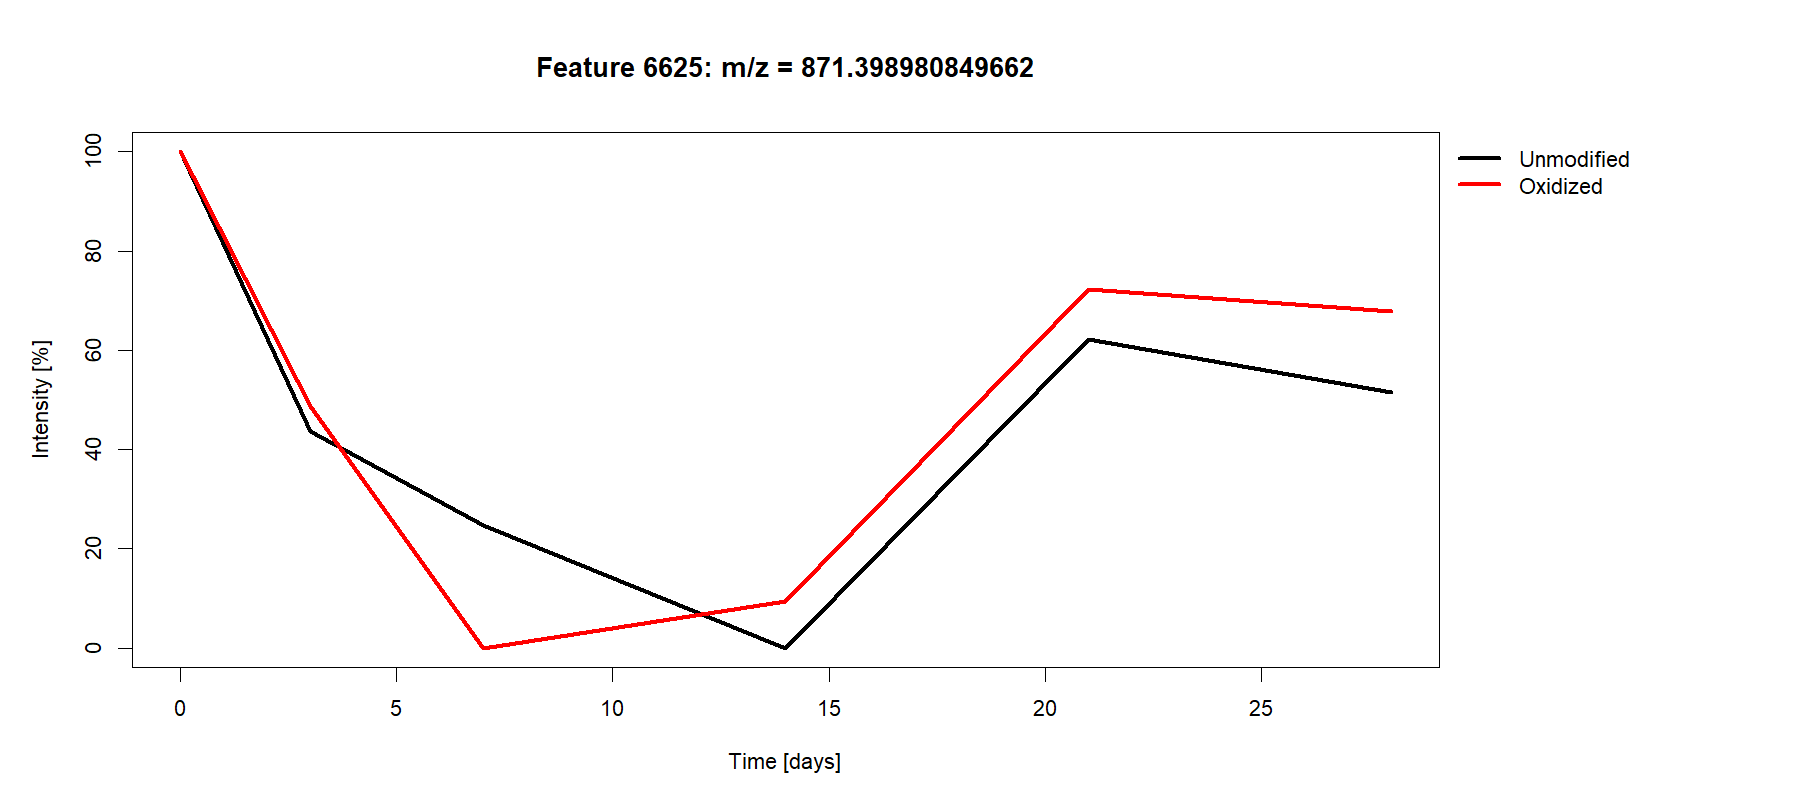 Feature 6625: m/z = 871.398980849662
Unmodified
Oxidized
Intensity [%]
100
80
60
40
20
0
0 5 10 15 20 25
Time [days]